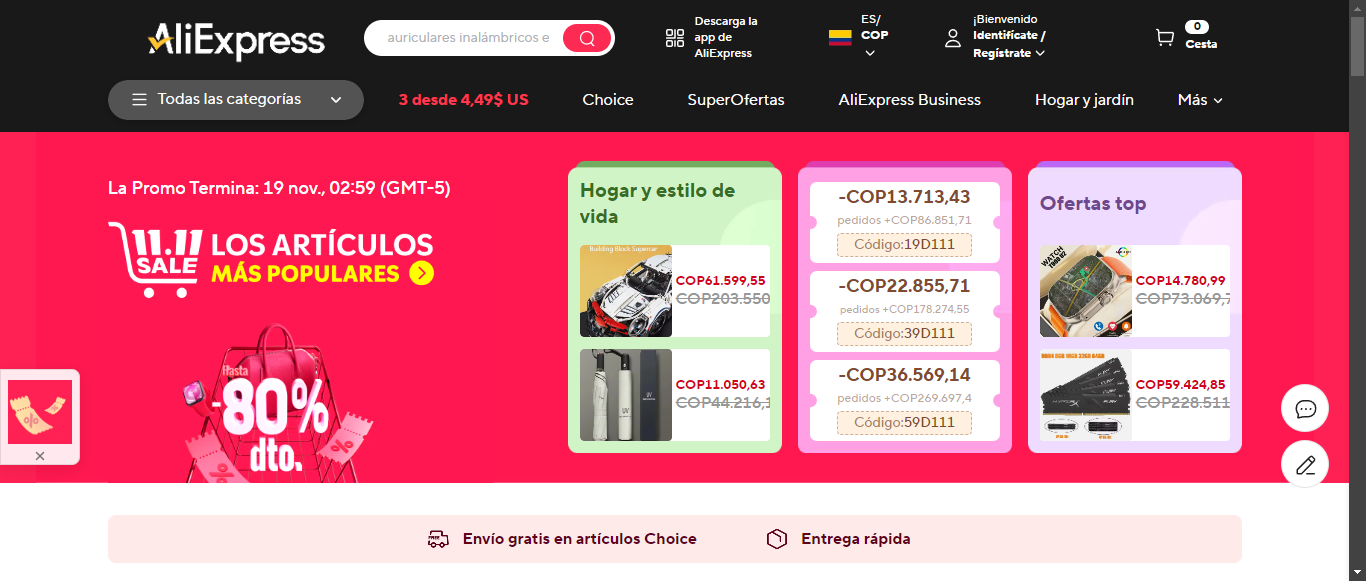 AliExpress
auriculares inalámbricos e
Descarga la
app de
AliExpress
ES/
COP
¡Bienvenido
Identifícate /
Regístrate
0
Cesta
Todas las categorías
3 desde 4,49$ US
Choice
SuperOfertas
AliExpress Business
Hogar y jardín
Más
La Promo Termina: 19 nov., 02:59 (GMT-5)
11.11
SALE
LOS ARTÍCULOS
MÁS POPULARES
Hasta
-80%
dto.
Hogar y estilo de
vida
Building Block Supercar
COP61.599,55
COP203.550
COP11.050,63
COP44.216,1
UV
-COP13.713,43
pedidos +COP86.851,71
Código:19D111
-COP22.855,71
pedidos +COP178.274,55
Código:39D111
-COP36.569,14
pedidos +COP269.697,4
Código:59D111
Ofertas top
WATCH
COP14.780,99
COP73.069,7
COP59.424,85
COP228.511
Envío gratis en artículos Choice
Entrega rápida